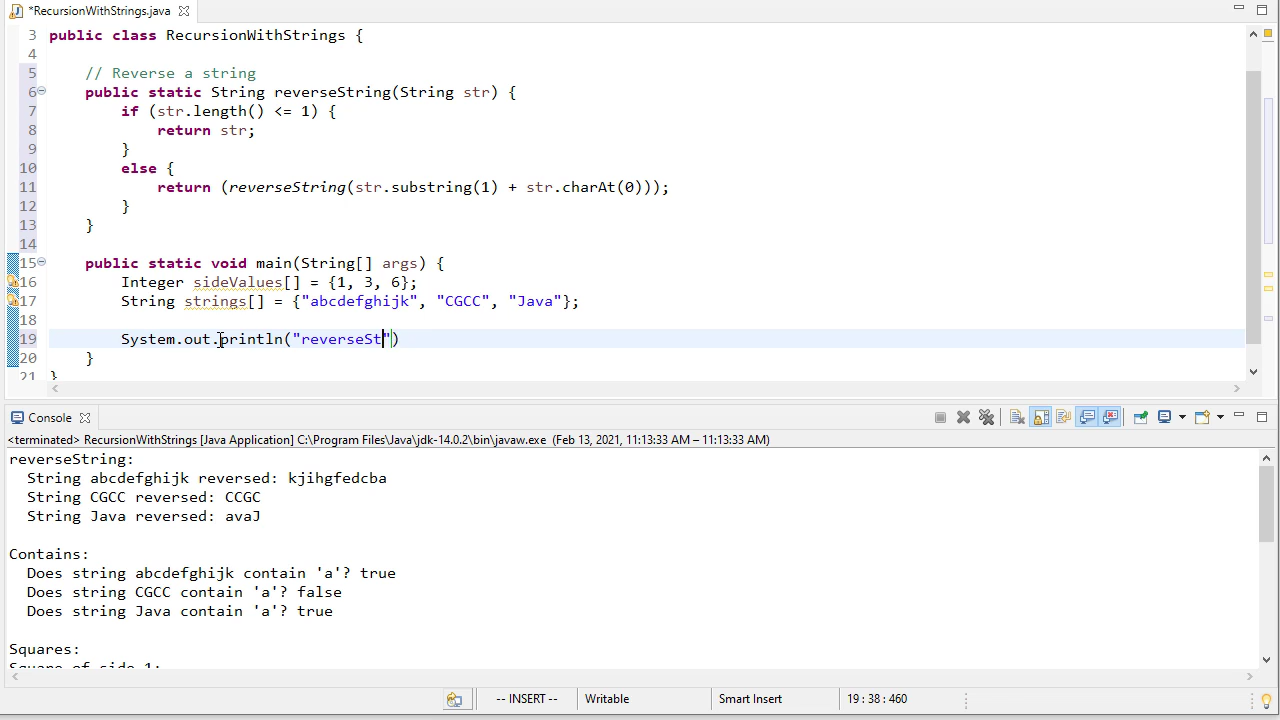 *RecursionWithStrings.java
3 public class RecursionWithStrings {
4
5 // Reverse a string
6 public static String reverseString(String str) {
7 if (str.length() <= 1) {
8 return str;
9 }
10 else {
11 return (reverseString(str.substring(1) + str.charAt(0)));
12 }
13 }
14
15 public static void main(String[] args) {
16 Integer sideValues[] = {1, 3, 6};
17 String strings[] = {"abcdefghijk", "CGCC", "Java"};
18
19 System.out.println("reverseSt")
20 }
21 }
Console
<terminated> RecursionWithStrings [Java Application] C:\Program Files\Java\jdk-14.0.2\bin\javaw.exe (Feb 13, 2021, 11:13:33 AM – 11:13:33 AM)
reverseString:
String abcdefghijk reversed: kjihgfedcba
String CGCC reversed: CCGC
String Java reversed: avaJ
Contains:
Does string abcdefghijk contain 'a'? true
Does string CGCC contain 'a'? false
Does string Java contain 'a'? true
Squares:
Square of side 1:
-- INSERT -- Writable Smart Insert 19 : 38 : 460